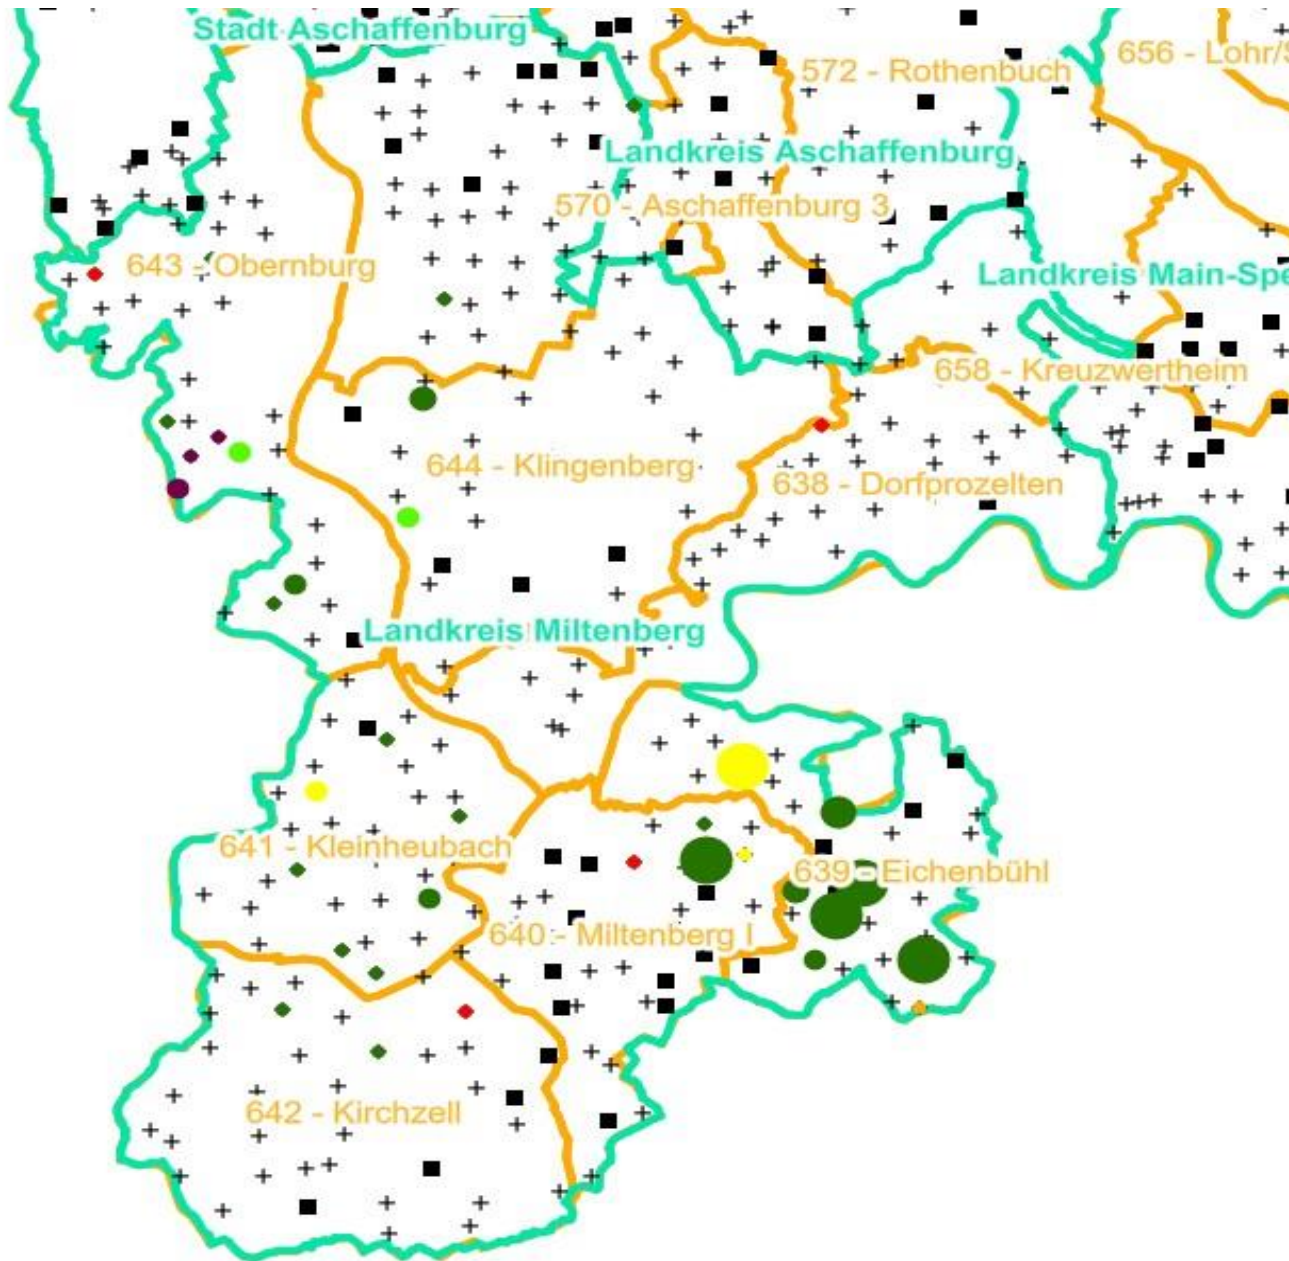 Stadt Aschaffenburg
656 - Lohr/S
572 - Rothenbuch
Landkreis Aschaffenburg
570 - Aschaffenburg 3
643 - Obernburg
Landkreis Main-Spe
658 - Kreuzwertheim
644 - Klingenberg
638 - Dorfprozelten
Landkreis Miltenberg
641 - Kleinheubach
639 - Eichenbühl
640 - Miltenberg I
642 - Kirchzell